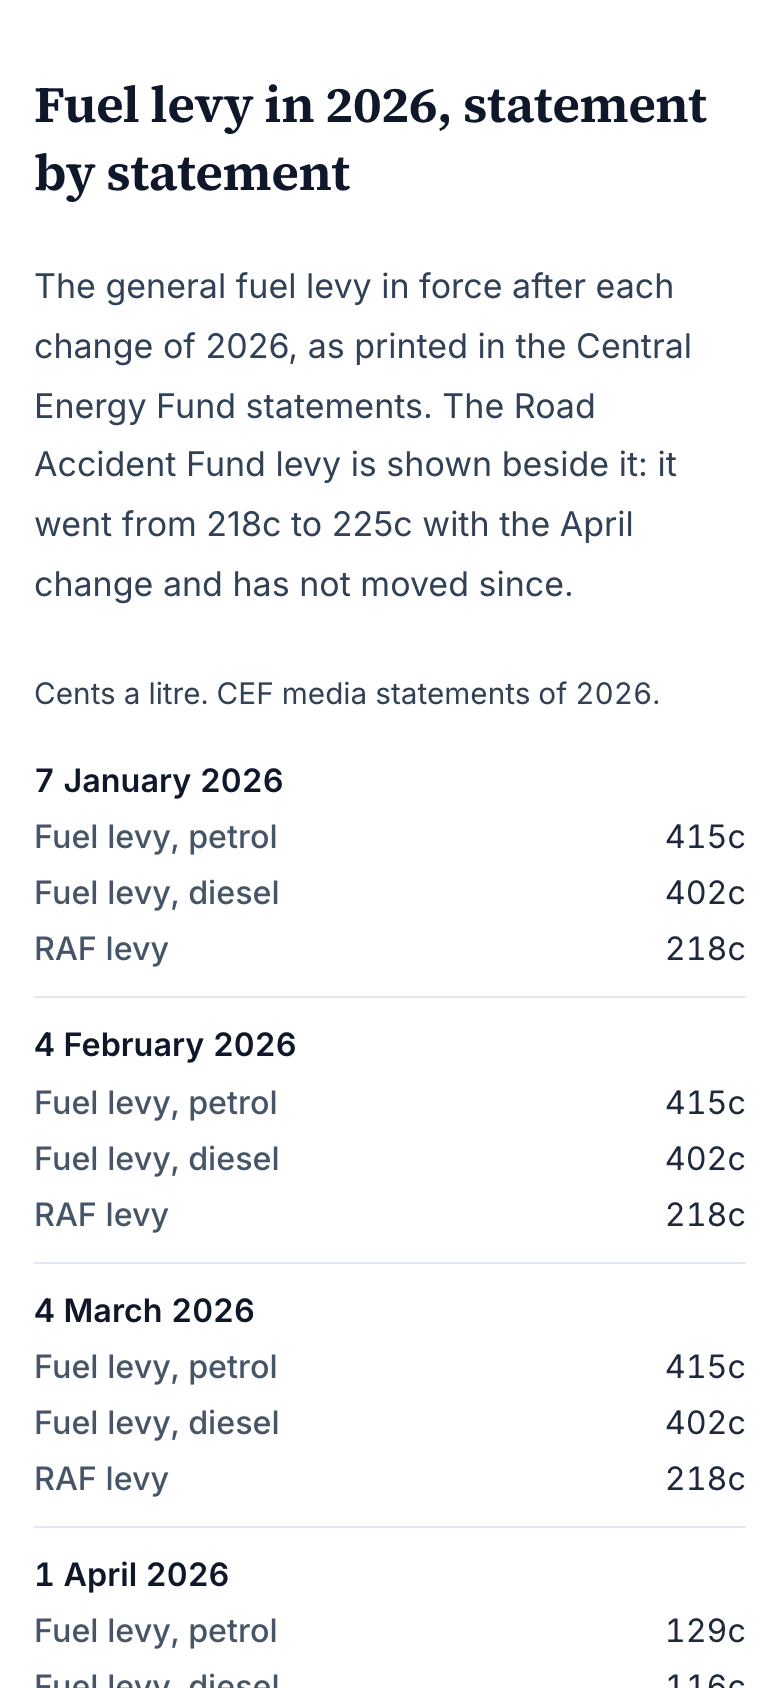 Fuel levy in 2026, statement
by statement
The general fuel levy in force after each
change of 2026, as printed in the Central
Energy Fund statements. The Road
Accident Fund levy is shown beside it: it
went from 218c to 225c with the April
change and has not moved since.
Cents a litre. CEF media statements of 2026.
7 January 2026
Fuel levy, petrol 415c
Fuel levy, diesel 402c
RAF levy 218c
4 February 2026
Fuel levy, petrol 415c
Fuel levy, diesel 402c
RAF levy 218c
4 March 2026
Fuel levy, petrol 415c
Fuel levy, diesel 402c
RAF levy 218c
1 April 2026
Fuel levy, petrol 129c
Fuel levy, diesel 116c